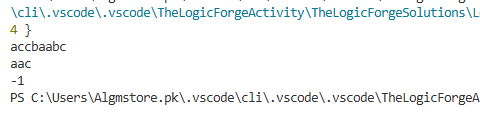 \cli\.vscode\.vscode\TheLogicForgeActivity\TheLogicForgeSolutions\L
4 }
accbaabc
aac
-1
PS C:\Users\Algmstore.pk\.vscode\cli\.vscode\.vscode\TheLogicForgeA